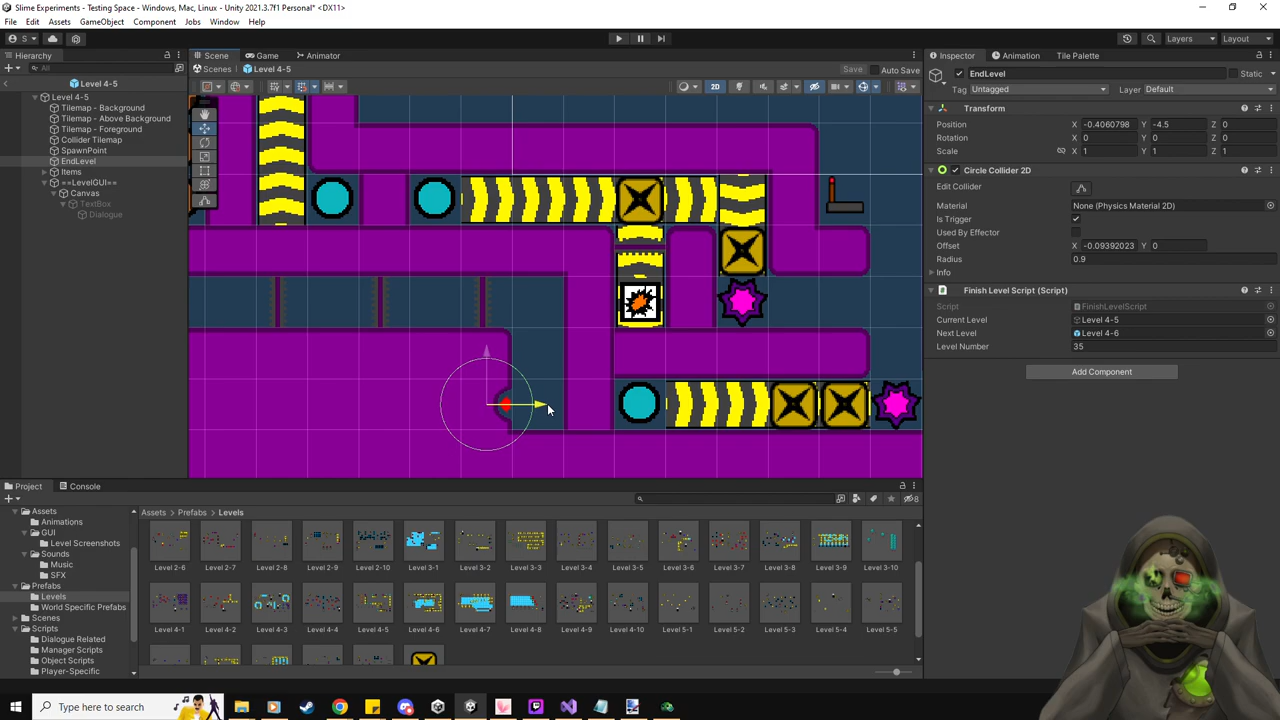 Slime Experiments - Testing Space - Windows, Mac, Linux - Unity 2021.3.7f1 Personal* <DX11>
File Edit Assets GameObject Component Jobs Window Help
S Layers Layout
Hierarchy Scene Game Animator Inspector Animation Tile Palette
All Scenes Level 4-5 Save Auto Save EndLevel Static
Level 4-5 2D Tag Untagged Layer Default
Level 4-5
Tilemap - Background
Tilemap - Above Background
Tilemap - Foreground
Collider Tilemap
SpawnPoint
EndLevel
Items
==LevelGUI==
Canvas
TextBox
Dialogue
Transform
Position X -0.4060798 Y -4.5 Z 0
Rotation X 0 Y 0 Z 0
Scale X 1 Y 1 Z 1
Circle Collider 2D
Edit Collider
Material None (Physics Material 2D)
Is Trigger
Used By Effector
Offset X -0.09392023 Y 0
Radius 0.9
Info
Finish Level Script (Script)
Script FinishLevelScript
Current Level Level 4-5
Next Level Level 4-6
Level Number 35
Add Component
Project Console
8
Assets
Animations
GUI
Level Screenshots
Sounds
Music
SFX
Prefabs
Levels
World Specific Prefabs
Scenes
Scripts
Dialogue Related
Manager Scripts
Object Scripts
Player-Specific
Assets Prefabs Levels
Level 2-6 Level 2-7 Level 2-8 Level 2-9 Level 2-10 Level 3-1 Level 3-2 Level 3-3 Level 3-4 Level 3-5 Level 3-6 Level 3-7 Level 3-8 Level 3-9 Level 3-10
Level 4-1 Level 4-2 Level 4-3 Level 4-4 Level 4-5 Level 4-6 Level 4-7 Level 4-8 Level 4-9 Level 4-10 Level 5-1 Level 5-2 Level 5-3 Level 5-4 Level 5-5
Type here to search